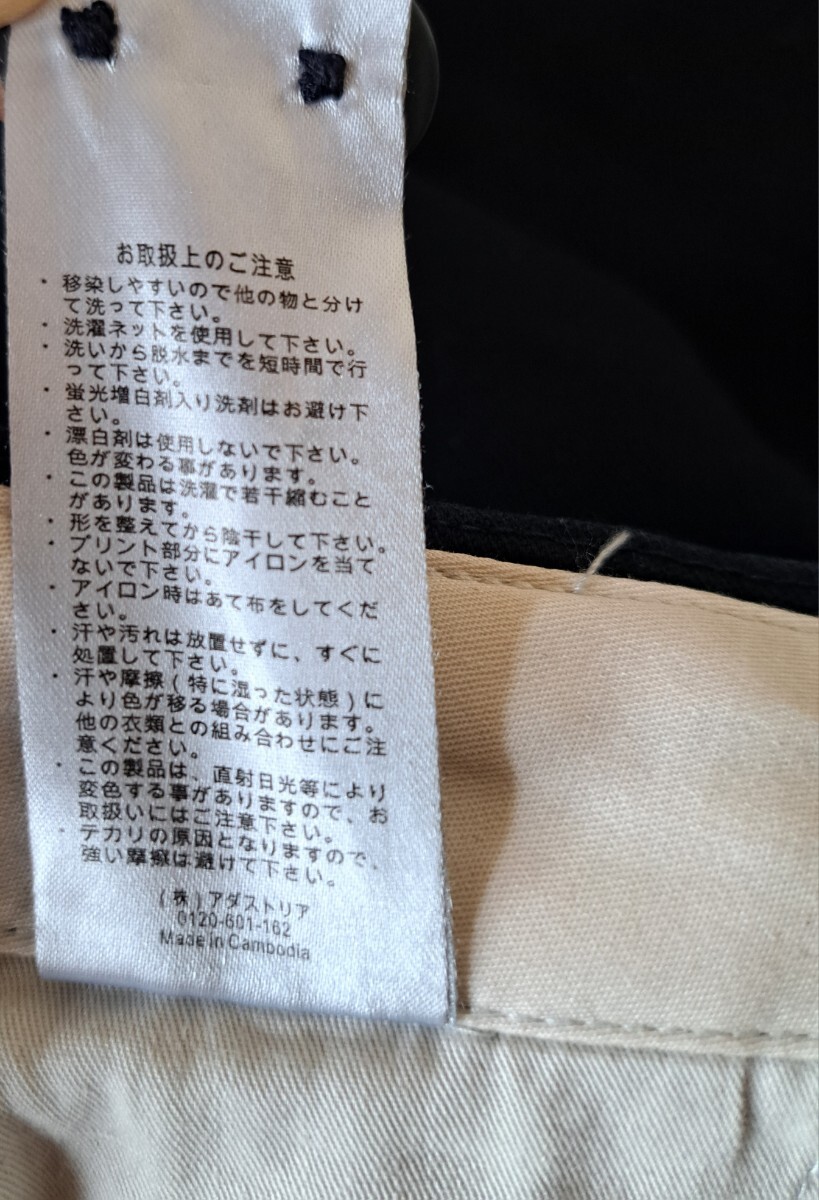 お取扱上のご注意
・移染しやすいので他の物と分け
て洗って下さい。
・洗濯ネットを使用して下さい。
・洗いから脱水までを短時間で行
って下さい。
・蛍光増白剤入り洗剤はお避け下
さい。
・漂白剤は使用しないで下さい。
色が変わる事があります。
・この製品は洗濯で若干縮むこと
があります。
・形を整えてから陰干して下さい。
・プリント部分にアイロンを当て
ないで下さい。
・アイロン時はあて布をしてくだ
さい。
・汗や汚れは放置せずに、すぐに
処置して下さい。
・汗や摩擦(特に湿った状態)に
より色が移る場合があります。
他の衣類との組み合わせにご注
意ください。
・この製品は、直射日光等により
変色する事がありますので、お
取扱いにはご注意下さい。
・テカリの原因となりますので、
強い摩擦は避けて下さい。
(株)アダストリア
0120-601-162
Made in Cambodia